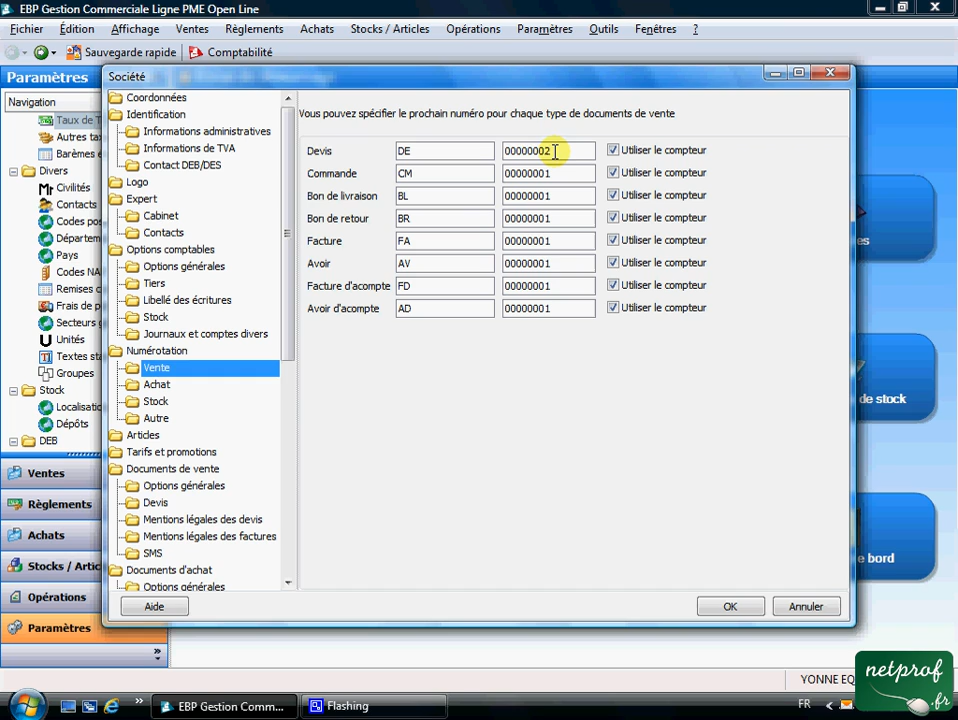 EBP Gestion Commerciale Ligne PME Open Line
Fichier Édition Affichage Ventes Règlements Achats Stocks / Articles Opérations Paramètres Outils Fenêtres ?
Sauvegarde rapide Comptabilité
Paramètres
Navigation
Taux de T
Autres tax
Barèmes é
Divers
Civilités
Contacts
Codes pos
Départem
Pays
Codes NA
Remises c
Frais de p
Secteurs g
Unités
Textes sta
Groupes
Stock
Localisatio
Dépôts
DEB
Ventes
Règlements
Achats
Stocks / Artic
Opérations
Paramètres
Société
Coordonnées
Identification
Informations administratives
Informations de TVA
Contact DEB/DES
Logo
Expert
Cabinet
Contacts
Options comptables
Options générales
Tiers
Libellé des écritures
Stock
Journaux et comptes divers
Numérotation
Vente
Achat
Stock
Autre
Articles
Tarifs et promotions
Documents de vente
Options générales
Devis
Mentions légales des devis
Mentions légales des factures
SMS
Documents d'achat
Options générales
Vous pouvez spécifier le prochain numéro pour chaque type de documents de vente
Devis DE 00000002 Utiliser le compteur
Commande CM 00000001 Utiliser le compteur
Bon de livraison BL 00000001 Utiliser le compteur
Bon de retour BR 00000001 Utiliser le compteur
Facture FA 00000001 Utiliser le compteur
Avoir AV 00000001 Utiliser le compteur
Facture d'acompte FD 00000001 Utiliser le compteur
Avoir d'acompte AD 00000001 Utiliser le compteur
Aide OK Annuler
es
de stock
e bord
YONNE EQ
netprof
.fr
EBP Gestion Comm... Flashing FR